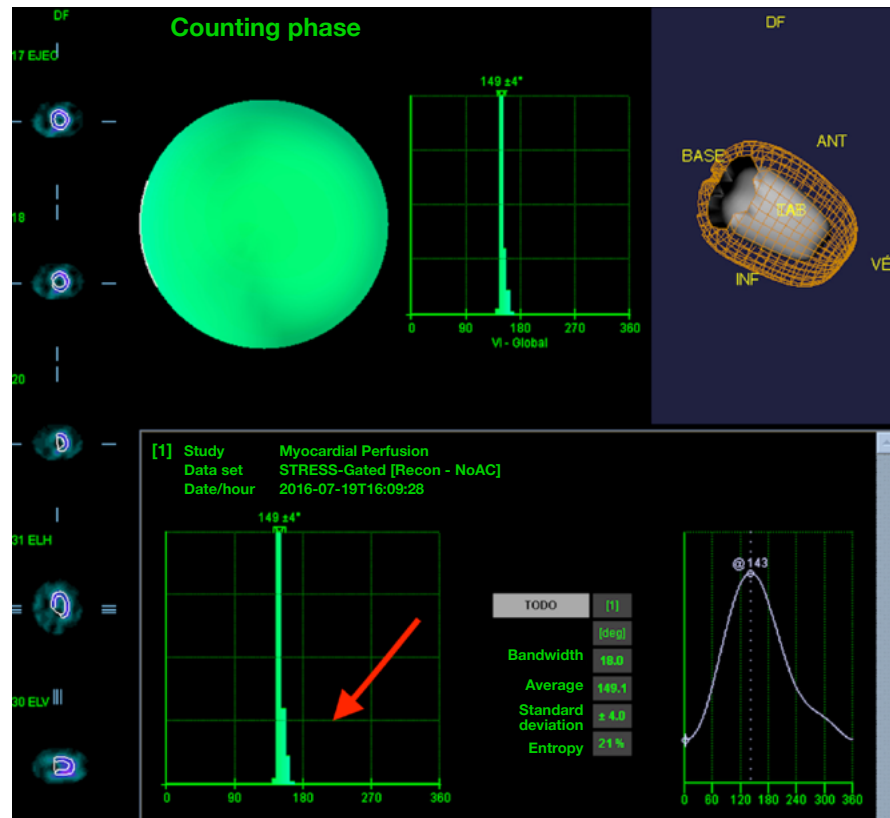 DF
Counting phase
DF
17 EJEC
149 ±4°
ANT
BASE
TAB
18
VÉ
INF
0 90 180 270 360
VI - Global
20
[1] Study Myocardial Perfusion
Data set STRESS-Gated [Recon - NoAC]
Date/hour 2016-07-19T16:09:28
149 ±4°
31 ELH
@143
TODO [1]
[deg]
Bandwidth 18.0
Average 149.1
Standard deviation ± 4.0
Entropy 21 %
30 ELV
0 90 180 270 360
0 60 120 180 240 300 360